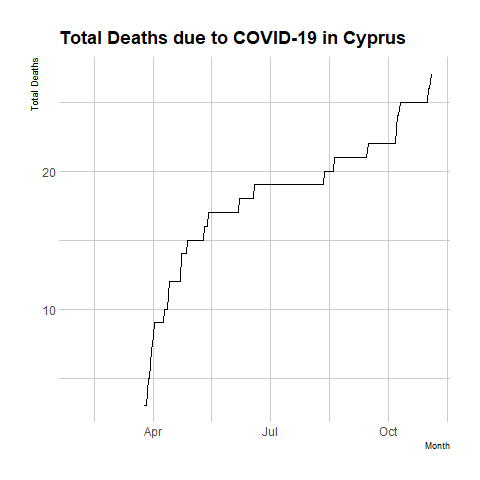 Total Deaths due to COVID-19 in Cyprus
Total Deaths
20
10
Apr Jul Oct
Month